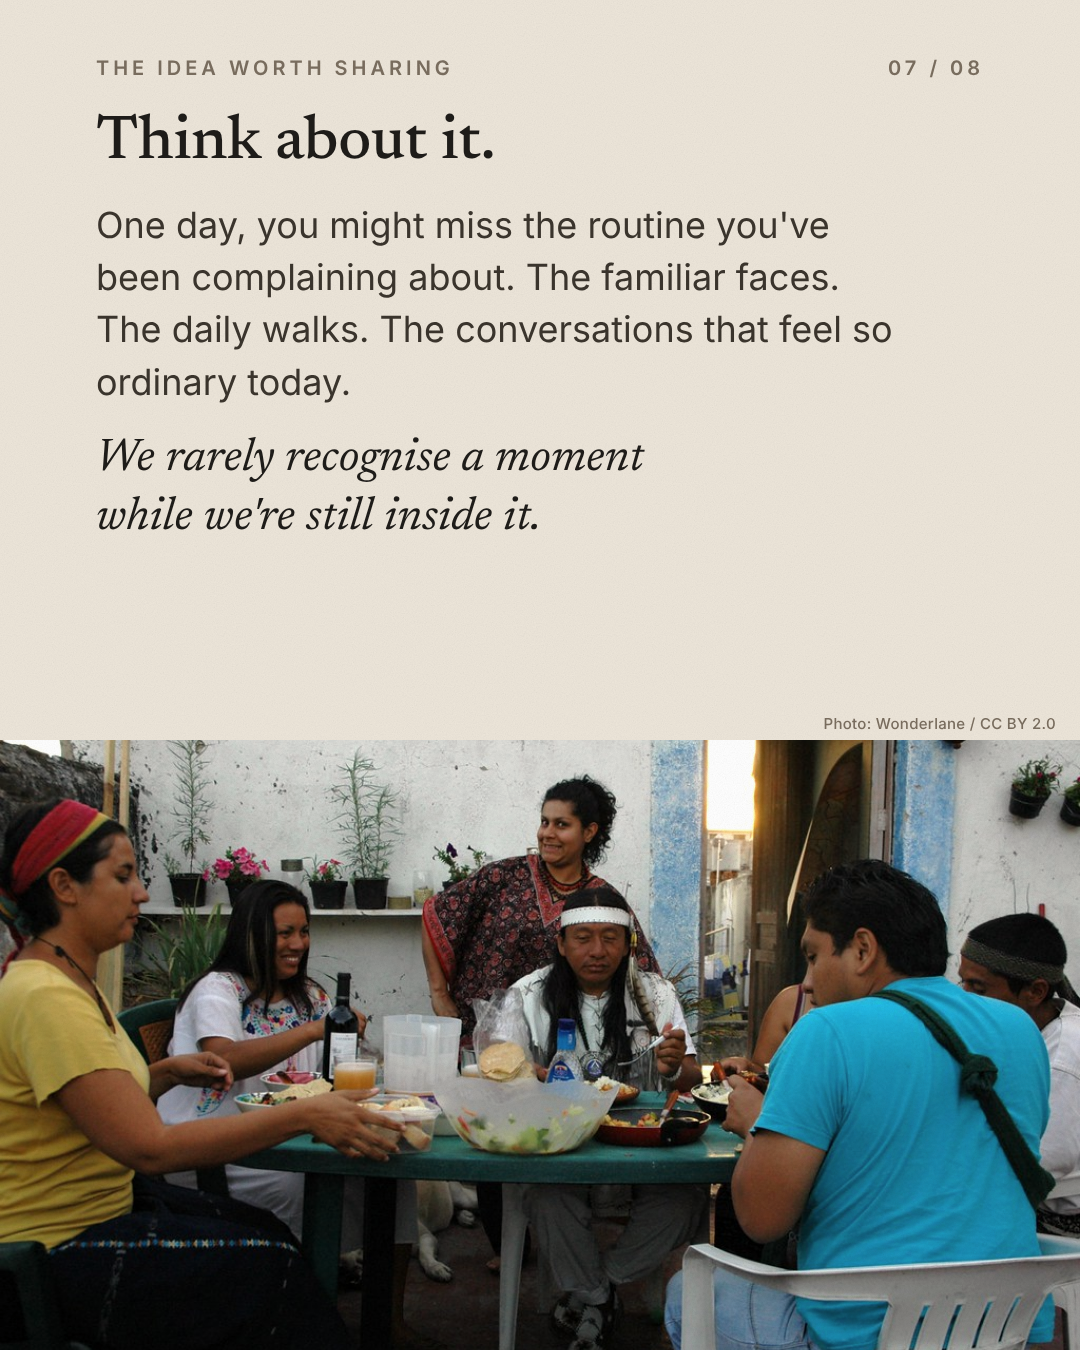 THE IDEA WORTH SHARING
07 / 08
Think about it.
One day, you might miss the routine you've
been complaining about. The familiar faces.
The daily walks. The conversations that feel so
ordinary today.
We rarely recognise a moment
while we're still inside it.
Photo: Wonderlane / CC BY 2.0